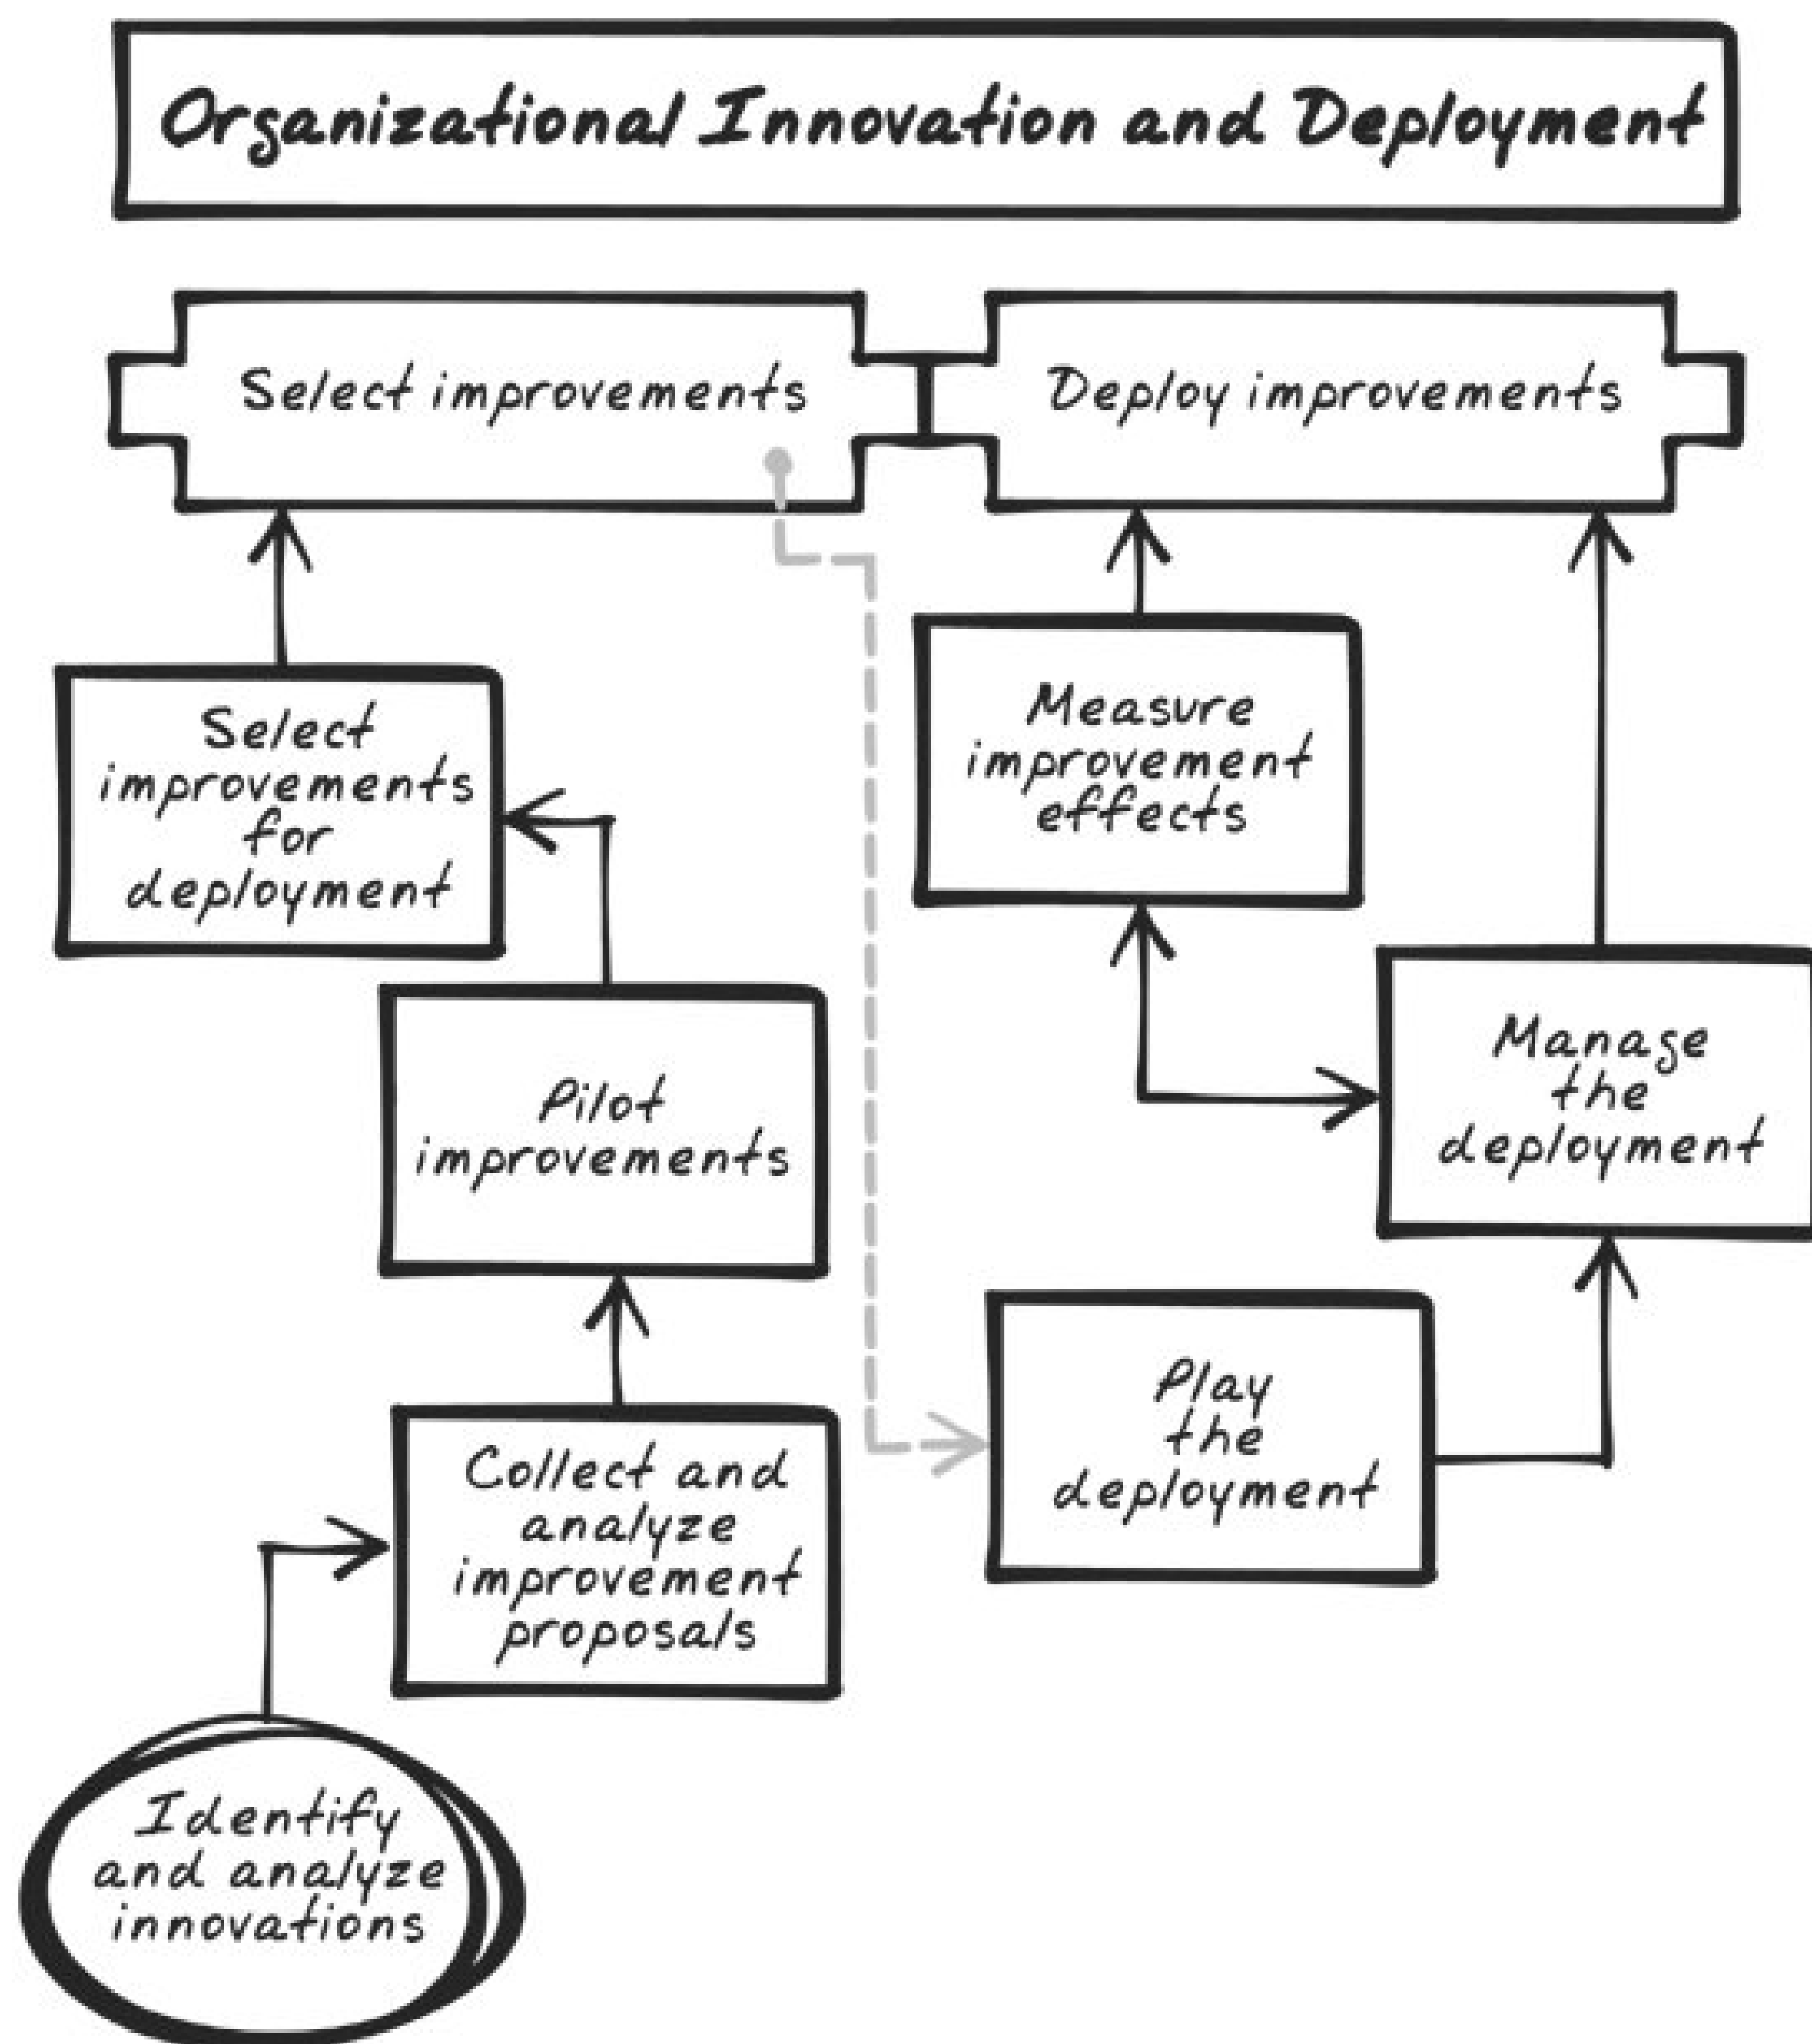 Organizational Innovation and Deployment
Select improvements
Deploy improvements
Select
improvements
for
deployment
Measure
improvement
effects
Pilot
improvements
Manage
the
deployment
Collect and
analyze
improvement
proposals
Play
the
deployment
Identify
and analyze
innovations